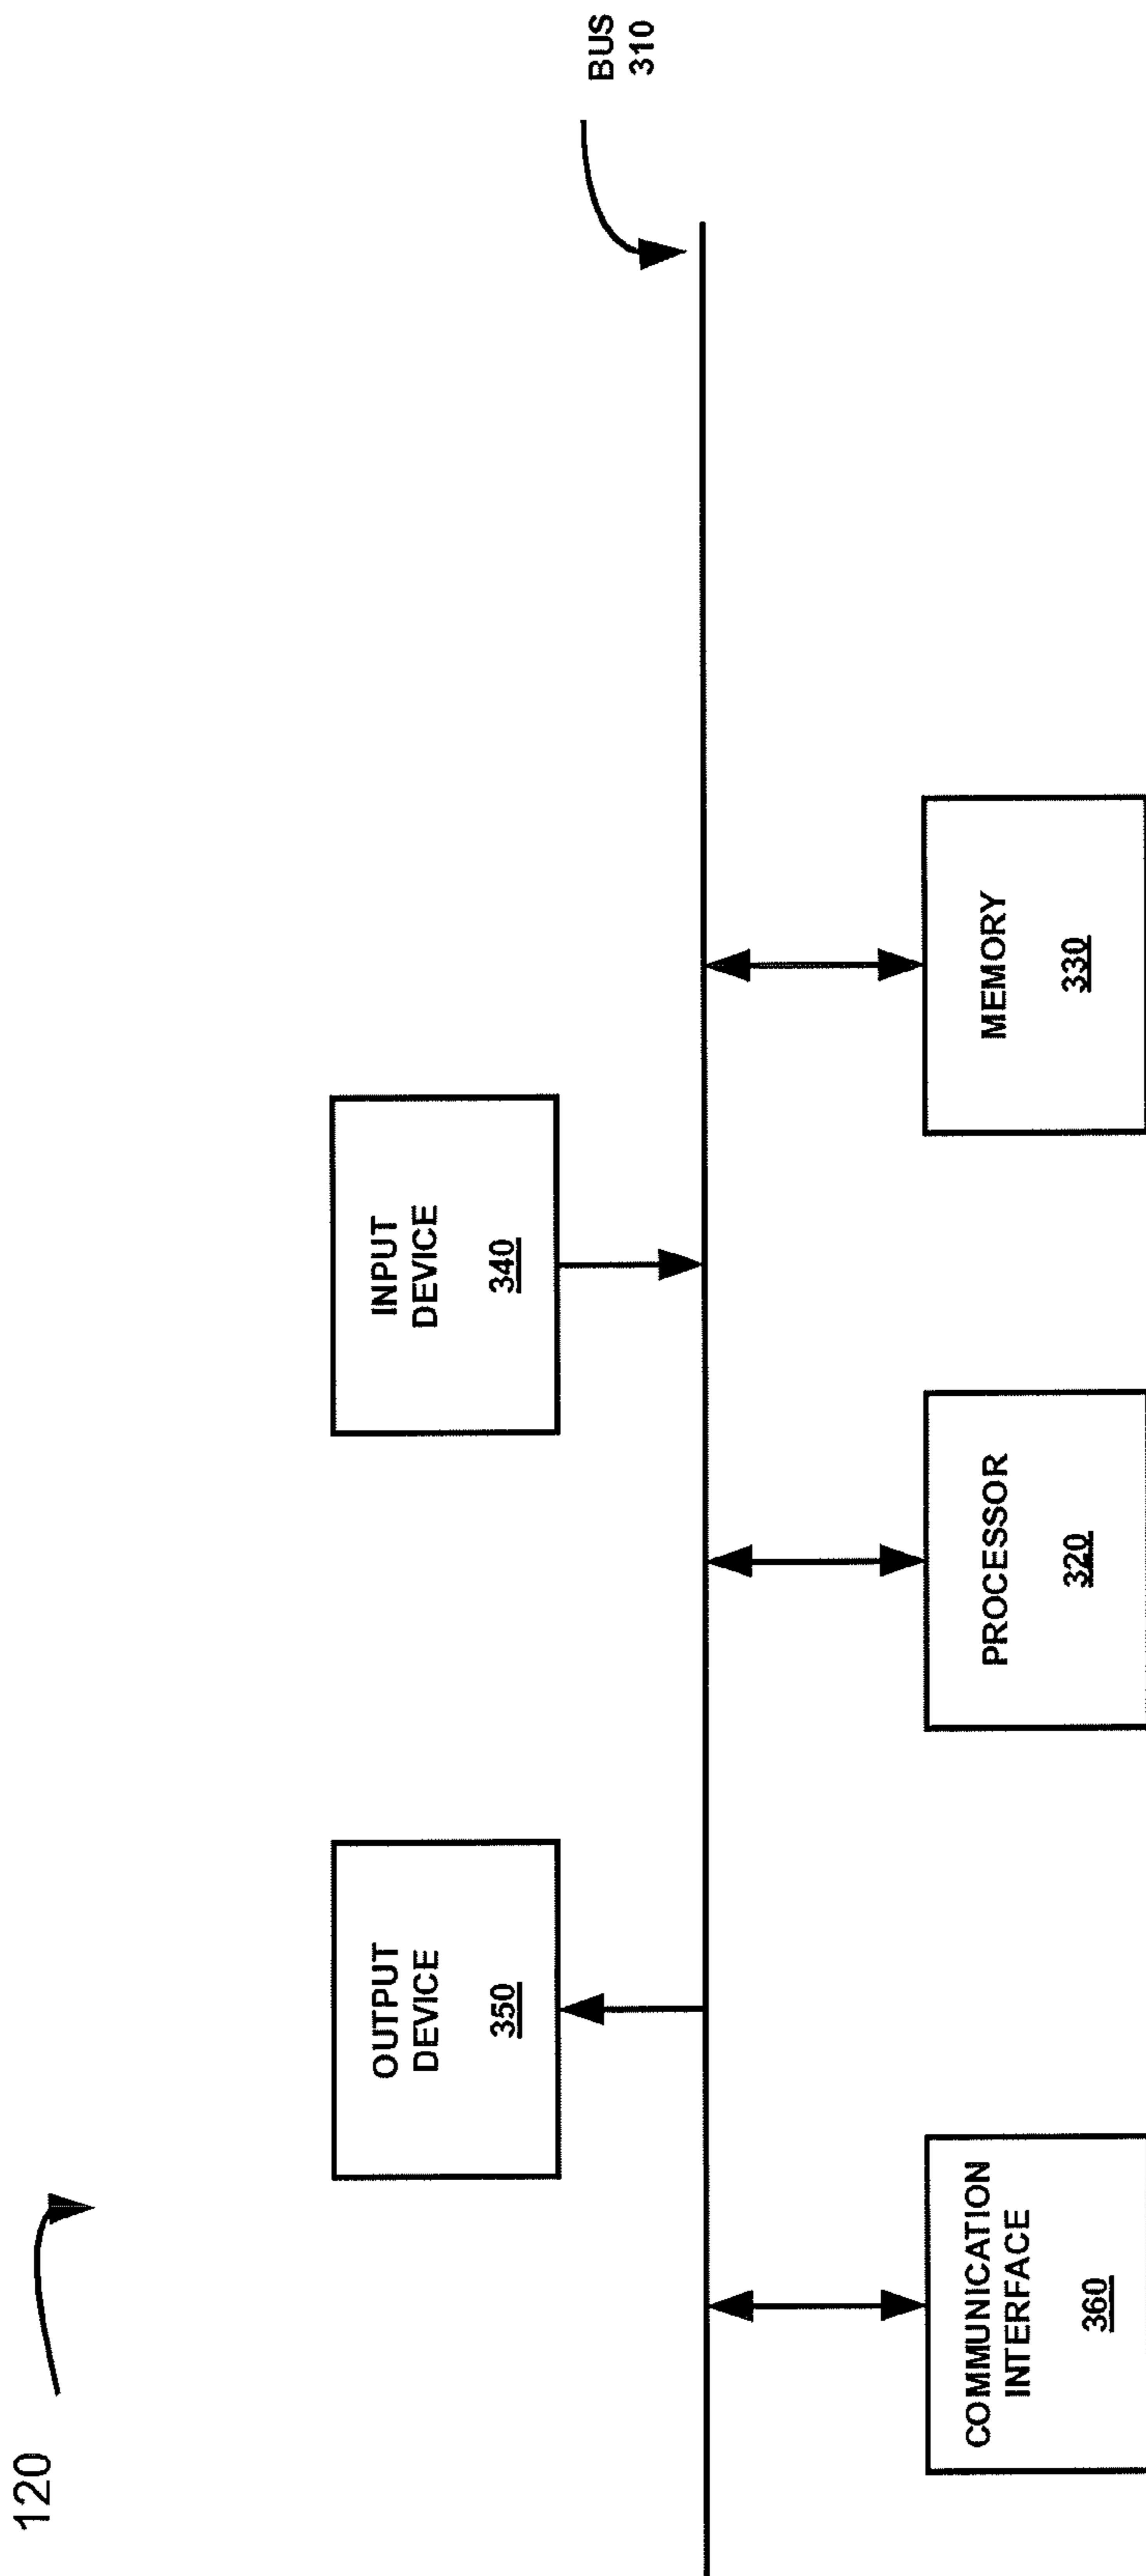 120
BUS
310
OUTPUT
DEVICE
350
INPUT
DEVICE
340
COMMUNICATION
INTERFACE
360
PROCESSOR
320
MEMORY
330